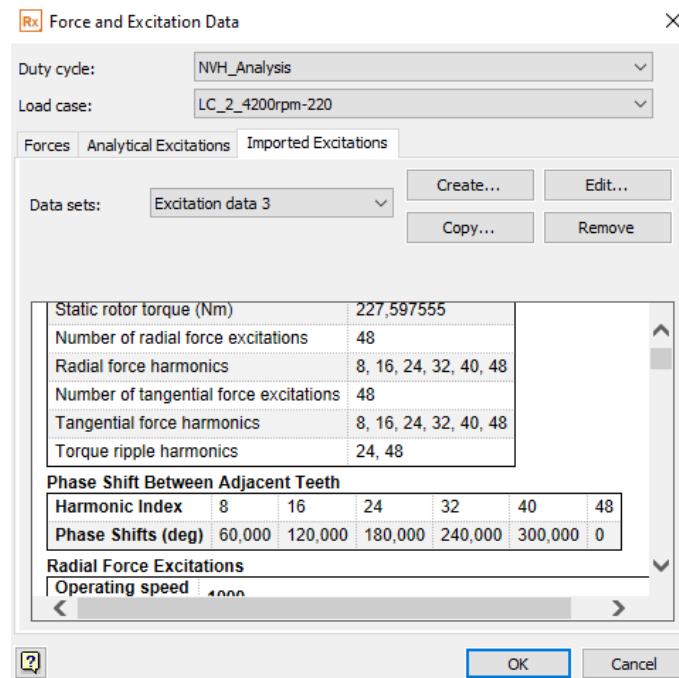 Rx Force and Excitation Data
Duty cycle: NVH_Analysis
Load case: LC_2_4200rpm-220
Forces Analytical Excitations Imported Excitations
Data sets: Excitation data 3 Create... Edit...
Copy... Remove
Static rotor torque (Nm) 227,597555
Number of radial force excitations 48
Radial force harmonics 8, 16, 24, 32, 40, 48
Number of tangential force excitations 48
Tangential force harmonics 8, 16, 24, 32, 40, 48
Torque ripple harmonics 24, 48
Phase Shift Between Adjacent Teeth
Harmonic Index 8 16 24 32 40 48
Phase Shifts (deg) 60,000 120,000 180,000 240,000 300,000 0
Radial Force Excitations
Operating speed
OK Cancel